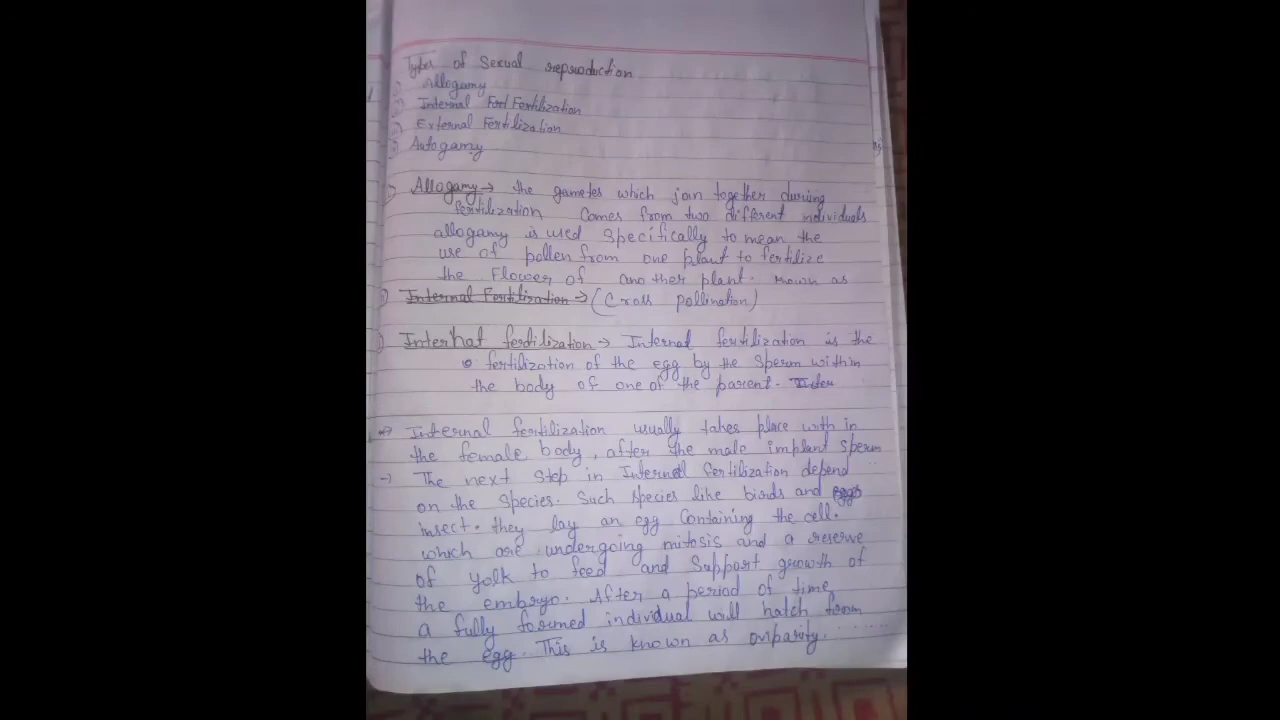 Types of Sexual reproduction
Allogamy
Internal Fertilization
External Fertilization
Autogamy
Allogamy → the gametes which join together during
fertilization Comes from two different individuals
allogamy is used specifically to mean the
use of pollen from one plant to fertilize
the Flower of another plant. known as
Internal Fertilization → (Cross pollination)
Internal fertilization → Internal fertilization is the
fertilization of the egg by the sperm within
the body of one of the parent.
Internal fertilization usually takes place with in
the female body, after the male implant sperm
→ The next step in Internal fertilization depend
on the species. Such species like birds and
insect. they lay an egg Containing the cell.
which are undergoing mitosis and a reserve
of yolk to feed and support growth of
the embryo. After a period of time,
a fully formed individual will hatch from
the egg. This is known as